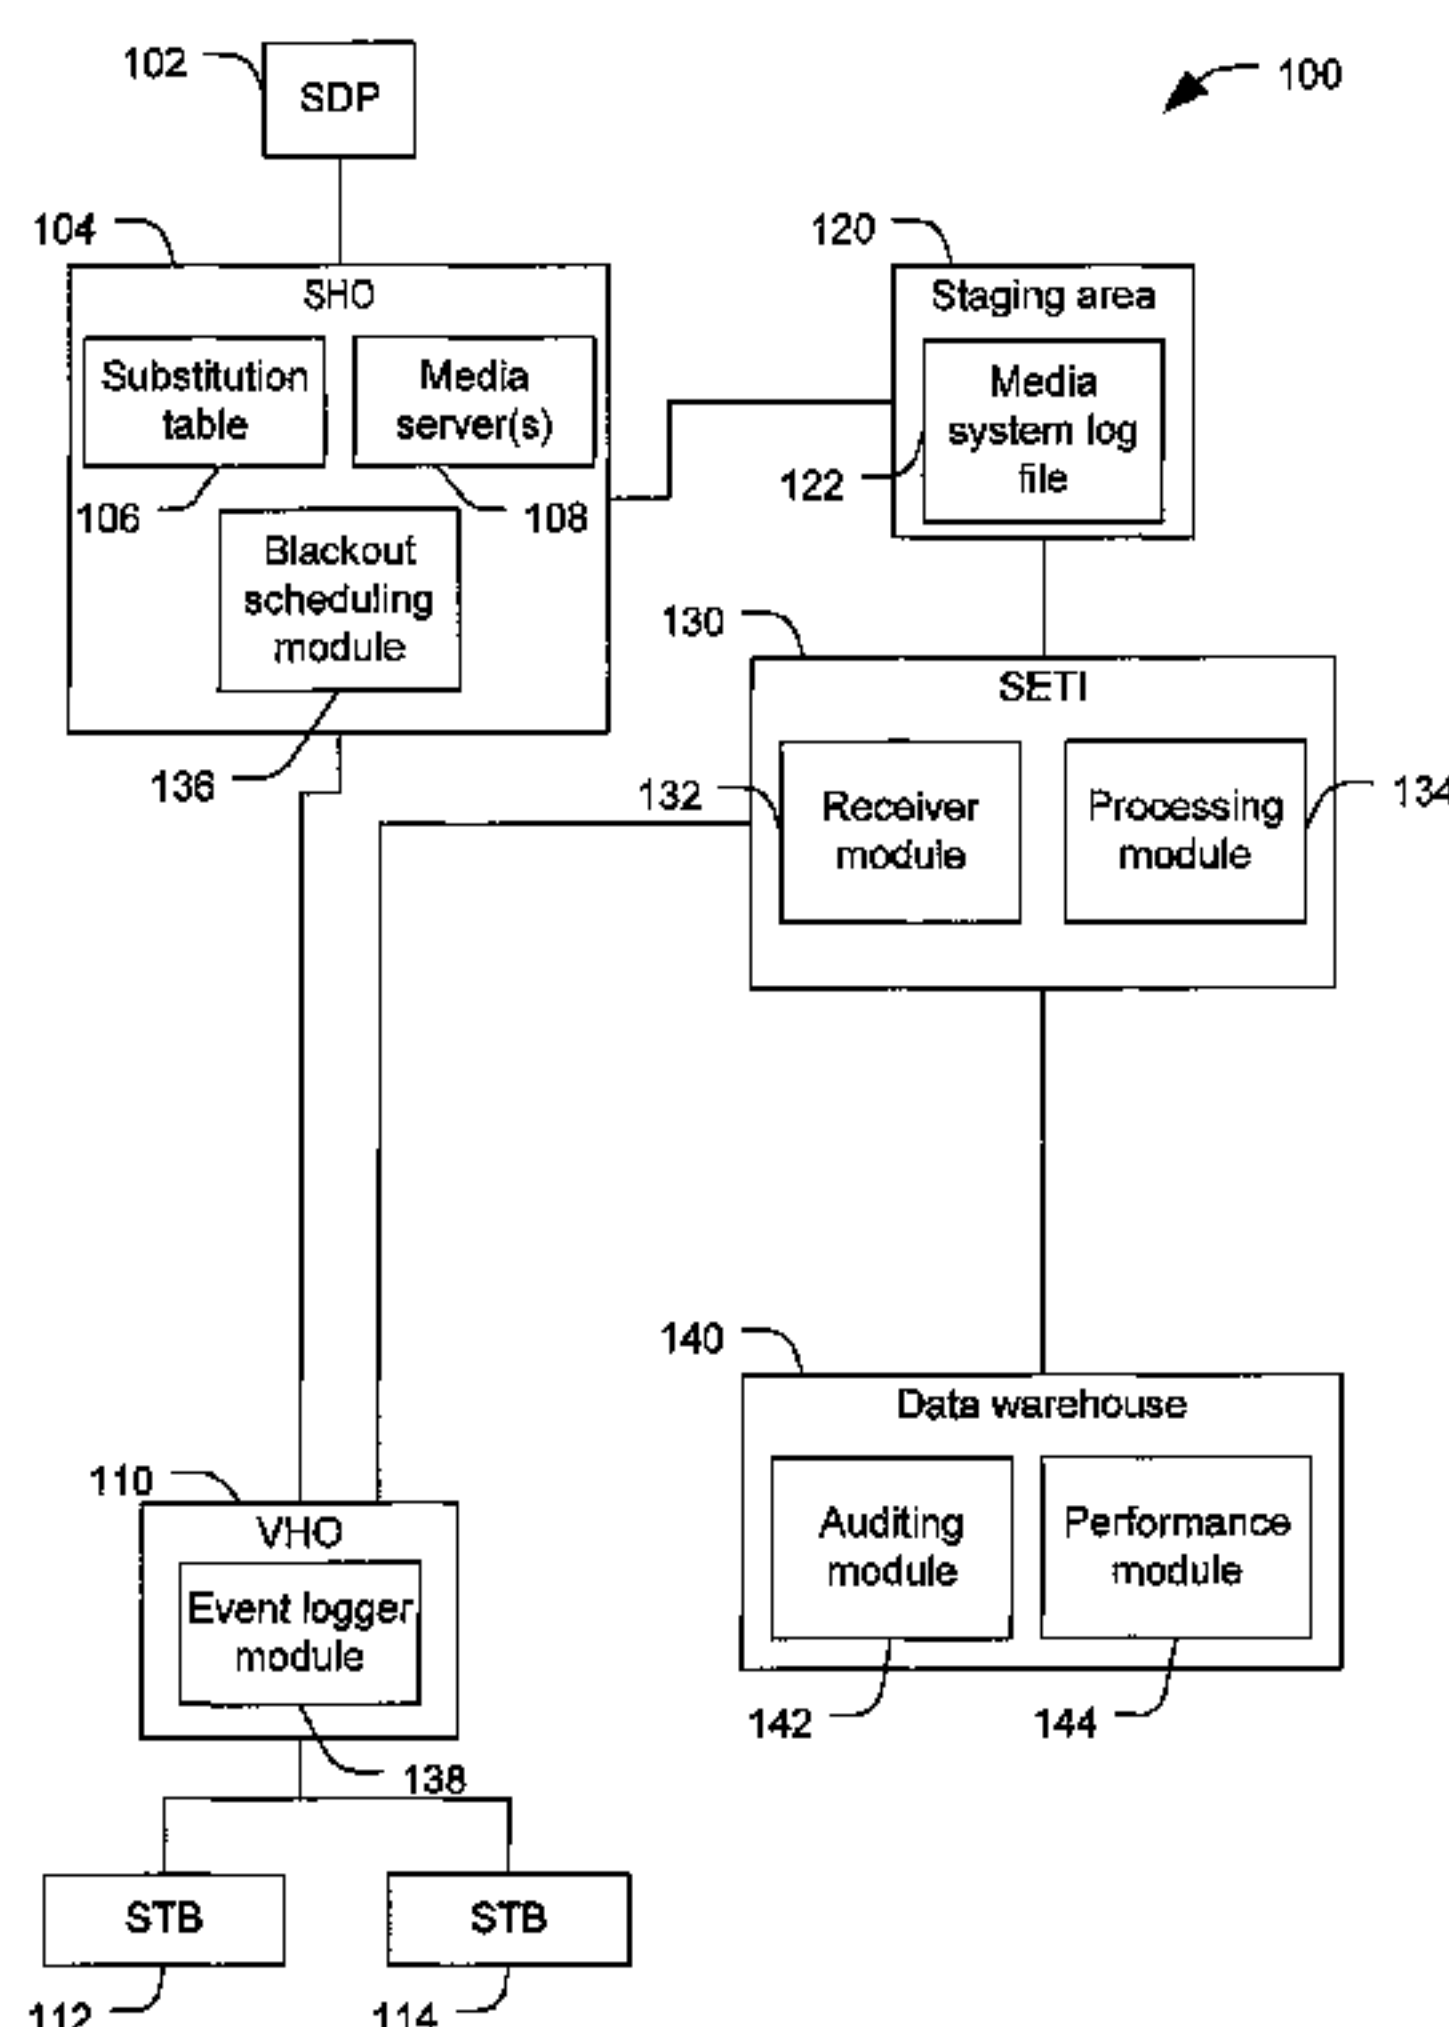 102
SDP
100
104
SHO
Substitution
table
Media
server(s)
106
108
Blackout
scheduling
module
136
120
Staging area
Media
system log
file
122
130
SETI
132
Receiver
module
Processing
module
134
140
Data warehouse
Auditing
module
Performance
module
142
144
110
VHO
Event logger
module
138
STB
STB
112
114